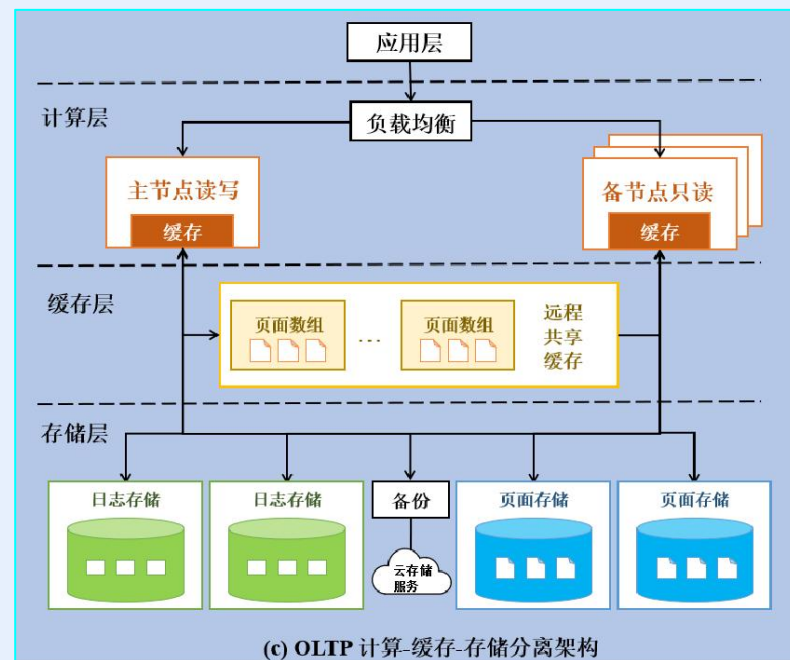 应用层
计算层
负载均衡
主节点读写
缓存
备节点只读
缓存
缓存层
页面数组
...
页面数组
远程
共享
缓存
存储层
日志存储
日志存储
备份
云存储
服务
页面存储
页面存储
(c) OLTP 计算-缓存-存储分离架构